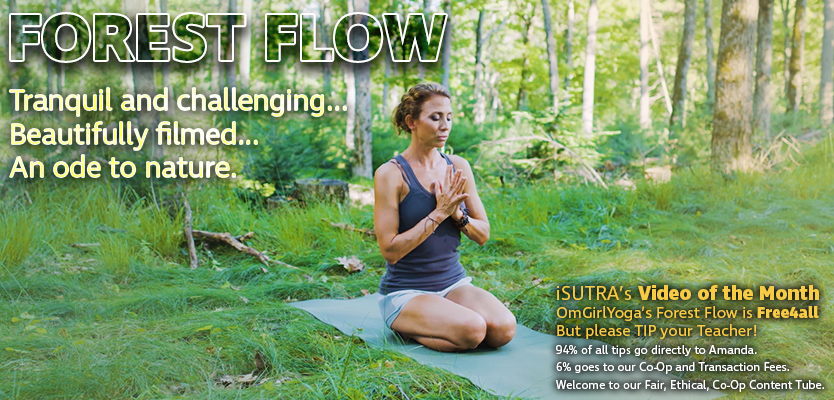 FOREST FLOW
Tranquil and challenging...
Beautifully filmed...
An ode to nature.
iSUTRA's Video of the Month
OmGirlYoga's Forest Flow is Free4all
But please TIP your Teacher!
94% of all tips go directly to Amanda.
6% goes to our Co-Op and Transaction Fees.
Welcome to our Fair, Ethical, Co-Op Content Tube.